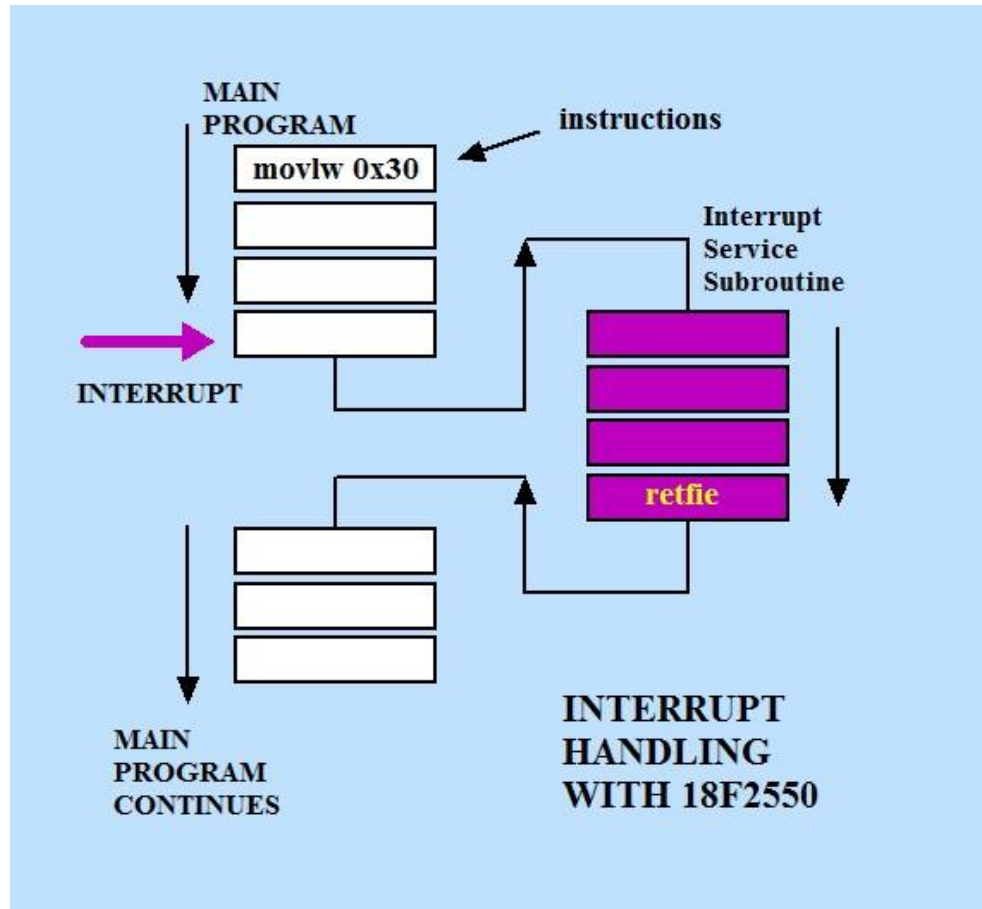 MAIN
PROGRAM
instructions
movlw 0x30
Interrupt
Service
Subroutine
INTERRUPT
retfie
MAIN
PROGRAM
CONTINUES
INTERRUPT
HANDLING
WITH 18F2550